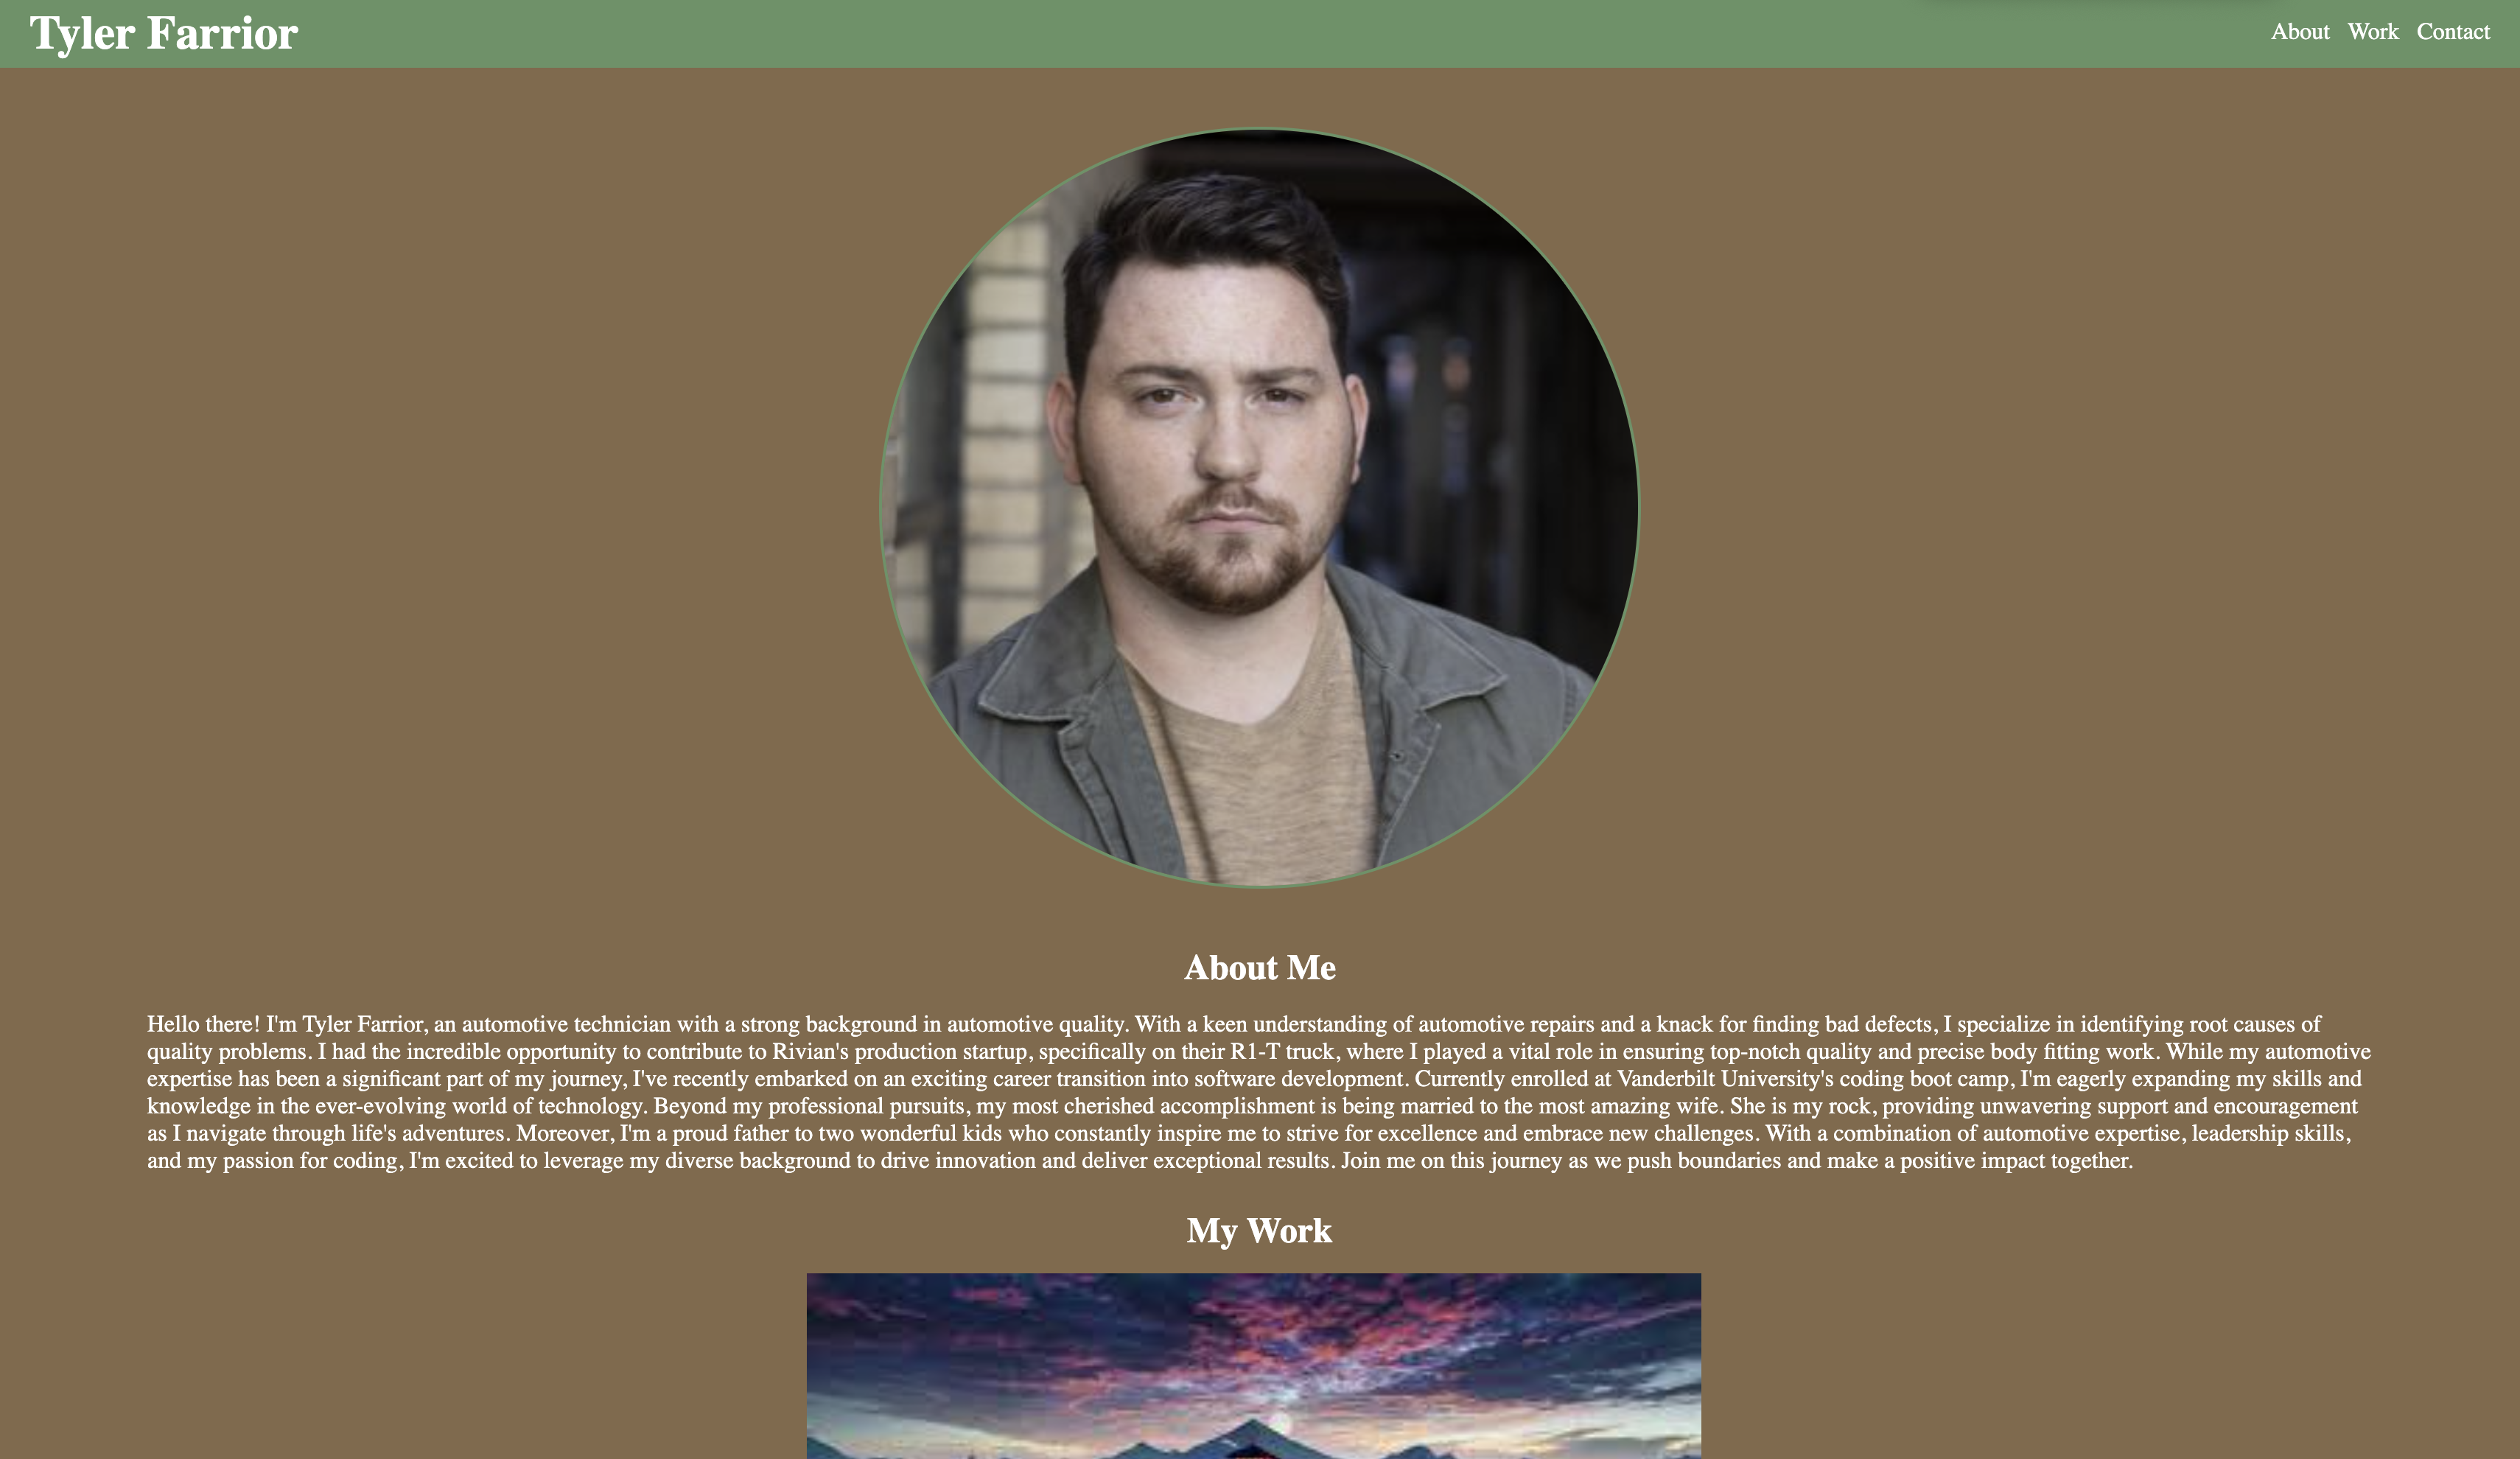 Tyler Farrior
About Work Contact
About Me
Hello there! I'm Tyler Farrior, an automotive technician with a strong background in automotive quality. With a keen understanding of automotive repairs and a knack for finding bad defects, I specialize in identifying root causes of
quality problems. I had the incredible opportunity to contribute to Rivian's production startup, specifically on their R1-T truck, where I played a vital role in ensuring top-notch quality and precise body fitting work. While my automotive
expertise has been a significant part of my journey, I've recently embarked on an exciting career transition into software development. Currently enrolled at Vanderbilt University's coding boot camp, I'm eagerly expanding my skills and
knowledge in the ever-evolving world of technology. Beyond my professional pursuits, my most cherished accomplishment is being married to the most amazing wife. She is my rock, providing unwavering support and encouragement
as I navigate through life's adventures. Moreover, I'm a proud father to two wonderful kids who constantly inspire me to strive for excellence and embrace new challenges. With a combination of automotive expertise, leadership skills,
and my passion for coding, I'm excited to leverage my diverse background to drive innovation and deliver exceptional results. Join me on this journey as we push boundaries and make a positive impact together.
My Work